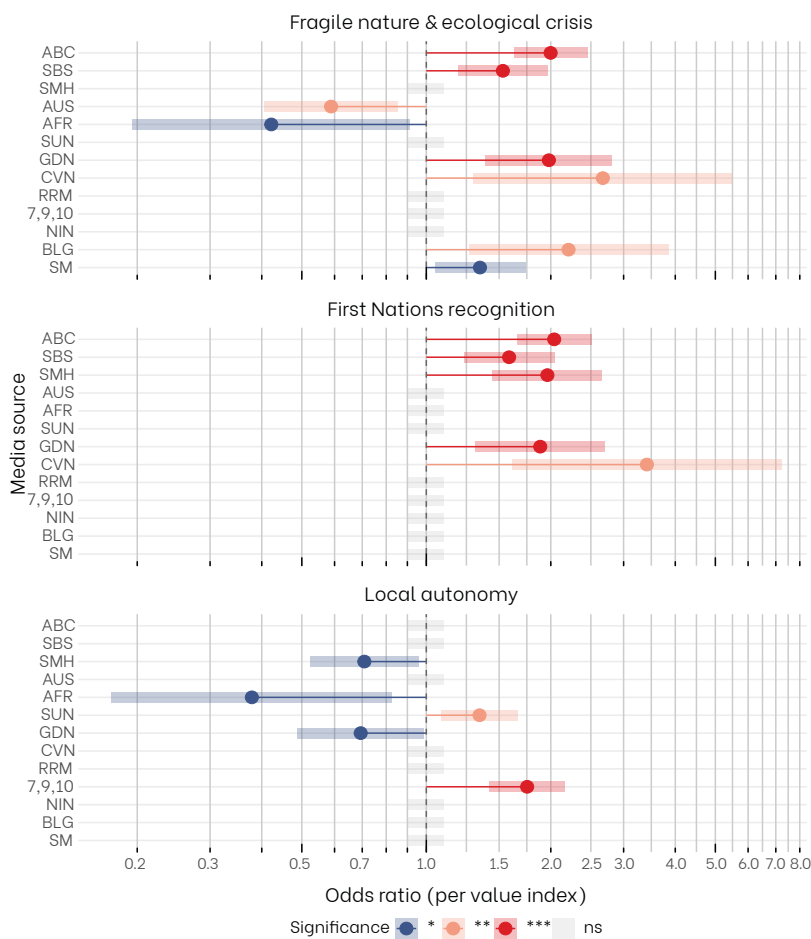 Fragile nature & ecological crisis
ABC
SBS
SMH
AUS
AFR
SUN
GDN
CVN
RRM
7,9,10
NIN
BLG
SM
First Nations recognition
Media source
ABC
SBS
SMH
AUS
AFR
SUN
GDN
CVN
RRM
7,9,10
NIN
BLG
SM
Local autonomy
ABC
SBS
SMH
AUS
AFR
SUN
GDN
CVN
RRM
7,9,10
NIN
BLG
SM
0.2 0.3 0.5 0.7 1.0 1.5 2.0 2.5 3.0 4.0 5.0 6.0 7.0 8.0
Odds ratio (per value index)
Significance * ** *** ns